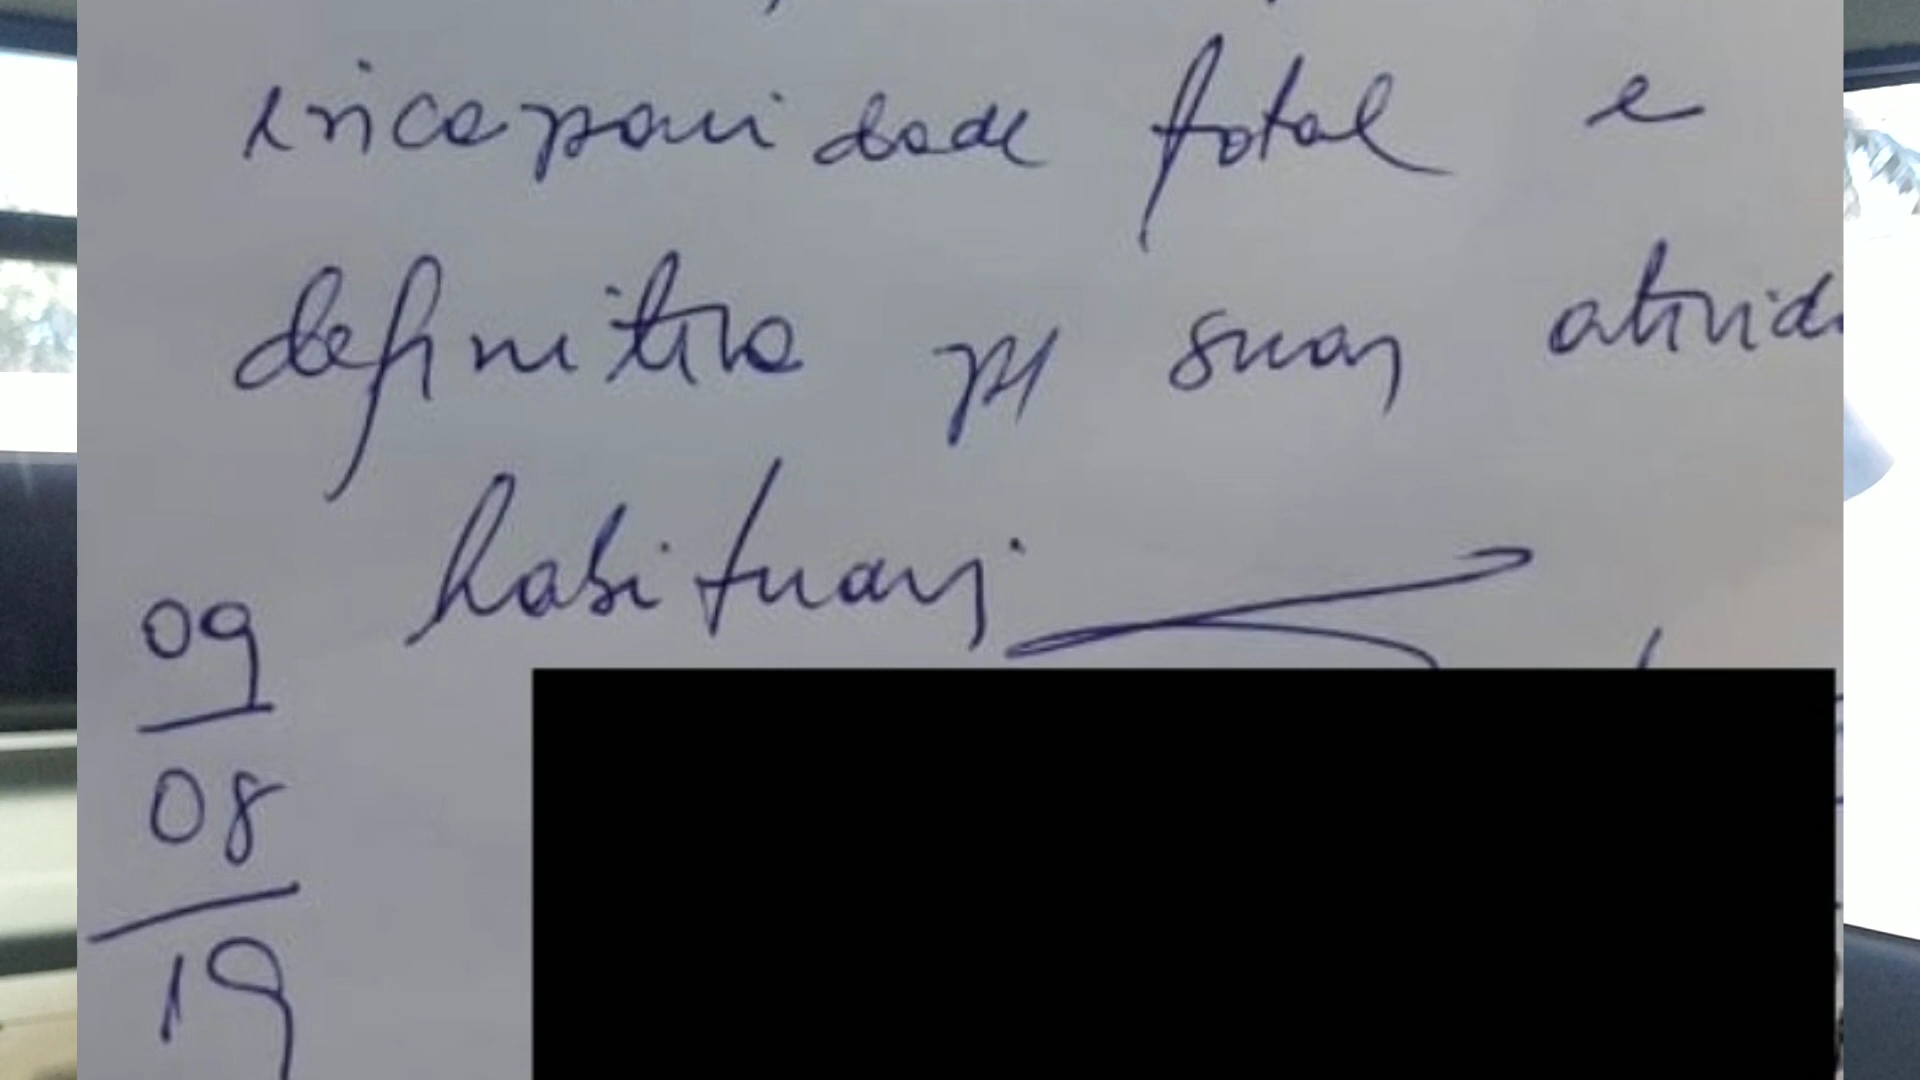 incapacidade total e
definitiva p/ suas ativid
habituais
09
08
19